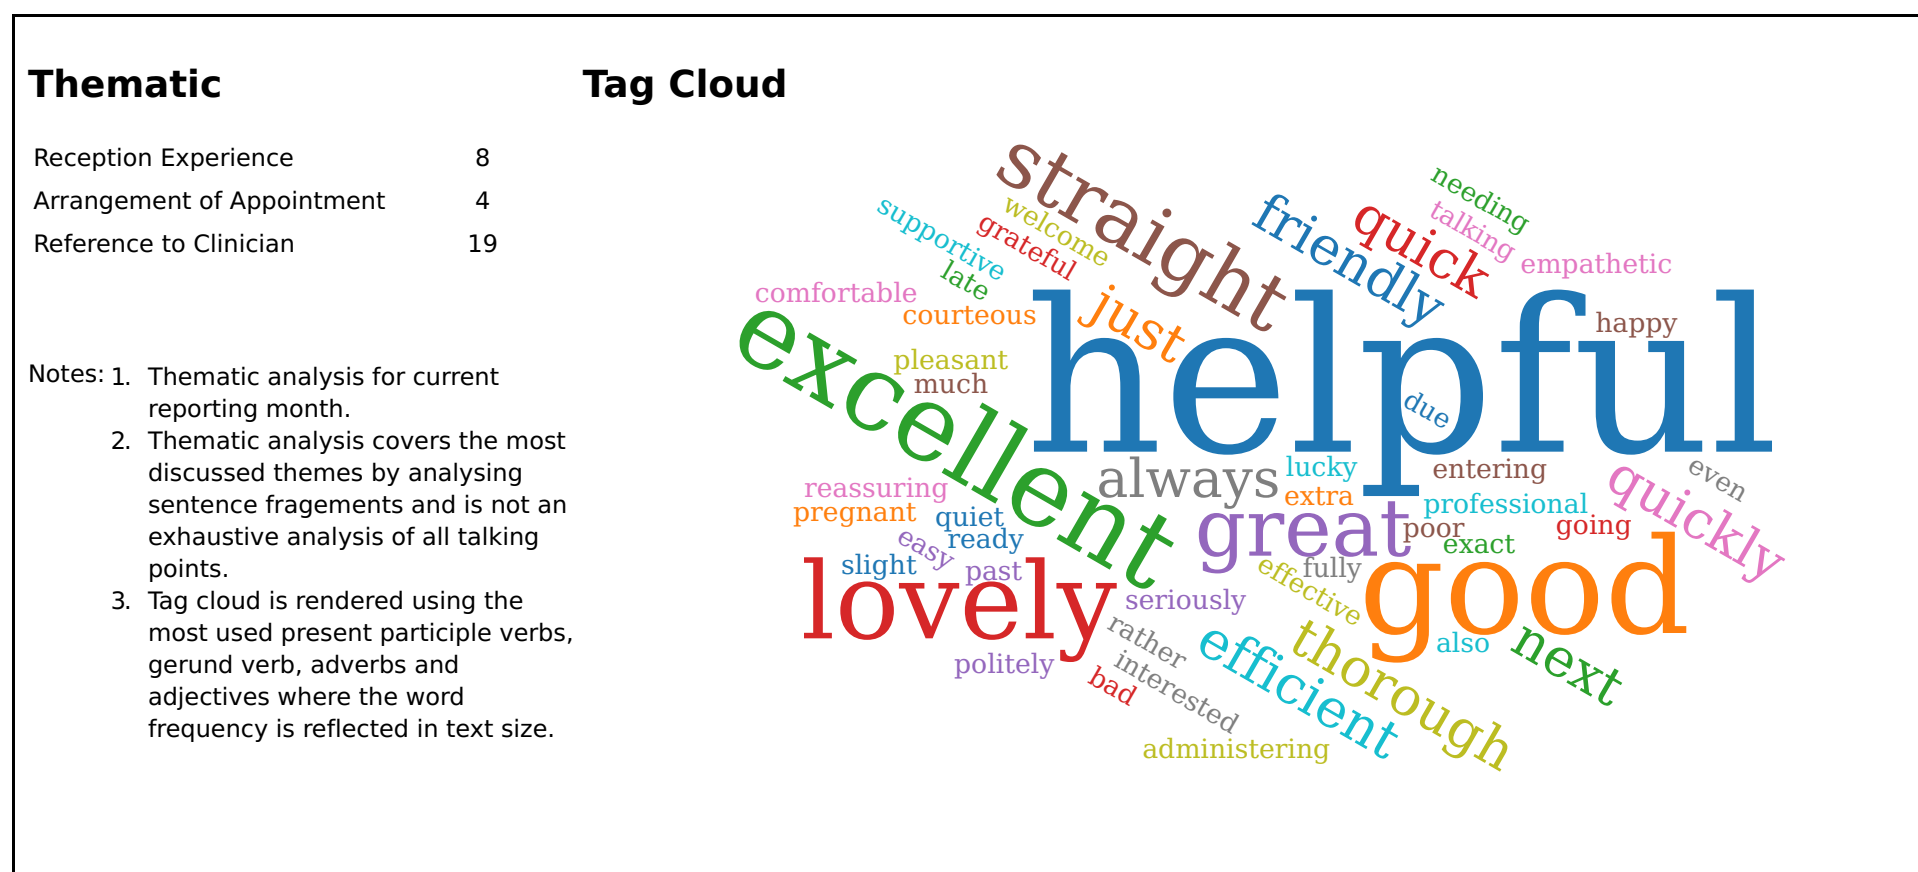 Thematic
Reception Experience 8
Arrangement of Appointment 4
Reference to Clinician 19
Notes: 1. Thematic analysis for current
reporting month.
2. Thematic analysis covers the most
discussed themes by analysing
sentence fragements and is not an
exhaustive analysis of all talking
points.
3. Tag cloud is rendered using the
most used present participle verbs,
gerund verb, adverbs and
adjectives where the word
frequency is reflected in text size.
Tag Cloud
straight
needing
friendly
quick
talking
welcome
supportive
grateful
empathetic
late
comfortable
courteous
just
helpful
happy
excellent
pleasant
much
due
always
lucky
entering
even
quickly
reassuring
extra
professional
pregnant
quiet
great
poor
going
easy
ready
exact
slight
past
effective
fully
good
lovely
seriously
rather
efficient
thorough
also
next
politely
interested
bad
administering